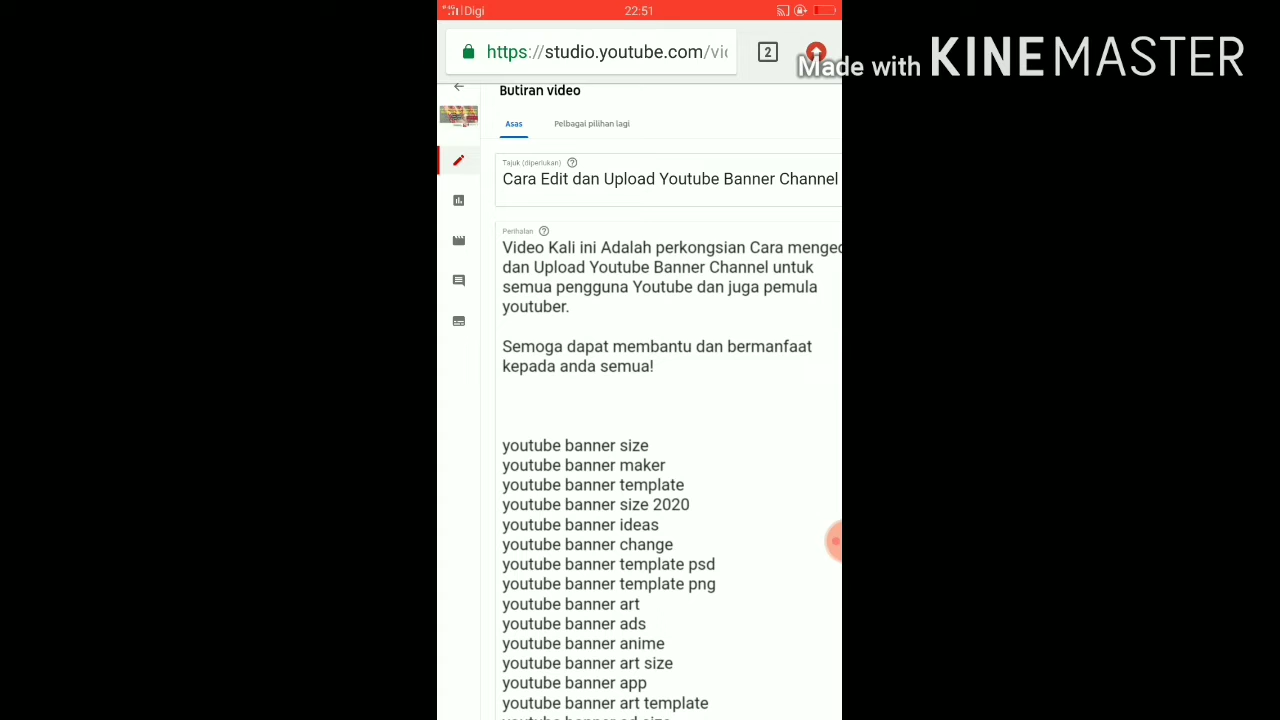 Digi
22:51
https://studio.youtube.com/vi
2
Made with KINEMASTER
Butiran video
Asas
Pelbagai pilihan lagi
Tajuk (diperlukan)
Cara Edit dan Upload Youtube Banner Channel
Perihalan
Video Kali ini Adalah perkongsian Cara menged
dan Upload Youtube Banner Channel untuk
semua pengguna Youtube dan juga pemula
youtuber.
Semoga dapat membantu dan bermanfaat
kepada anda semua!
youtube banner size
youtube banner maker
youtube banner template
youtube banner size 2020
youtube banner ideas
youtube banner change
youtube banner template psd
youtube banner template png
youtube banner art
youtube banner ads
youtube banner anime
youtube banner art size
youtube banner app
youtube banner art template